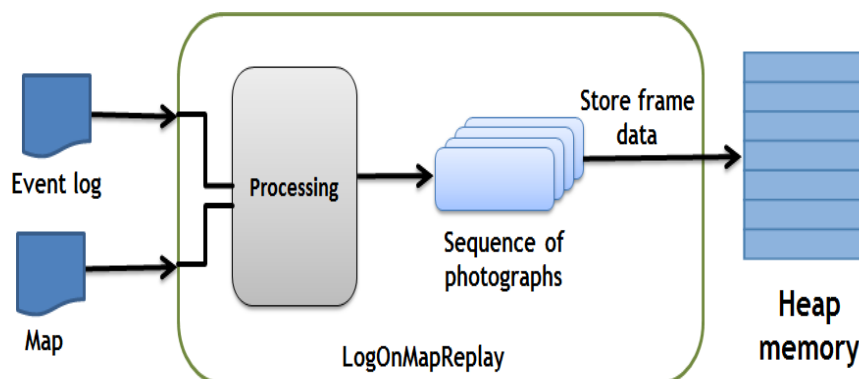 Event log
Map
Processing
Sequence of
photographs
Store frame
data
Heap
memory
LogOnMapReplay